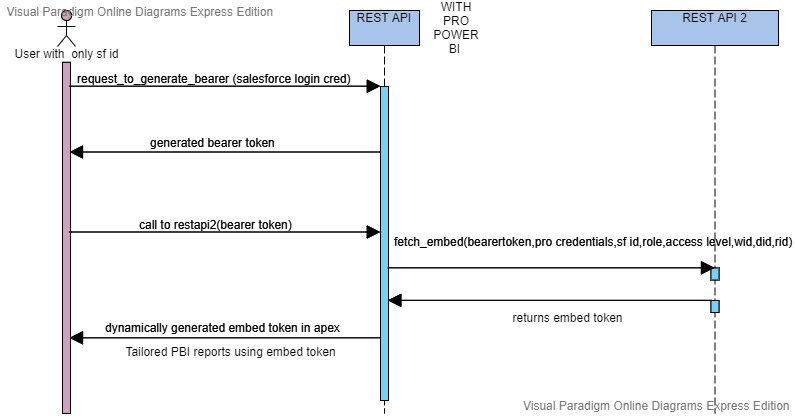 Visual Paradigm Online Diagrams Express Edition
WITH
PRO
POWER
BI
REST API
REST API 2
User with only sf id
request_to_generate_bearer (salesforce login cred)
generated bearer token
call to restapi2(bearer token)
fetch_embed(bearertoken,pro credentials,sf id,role,access level,wid,did,rid)
returns embed token
dynamically generated embed token in apex
Tailored PBI reports using embed token
Visual Paradigm Online Diagrams Express Edition